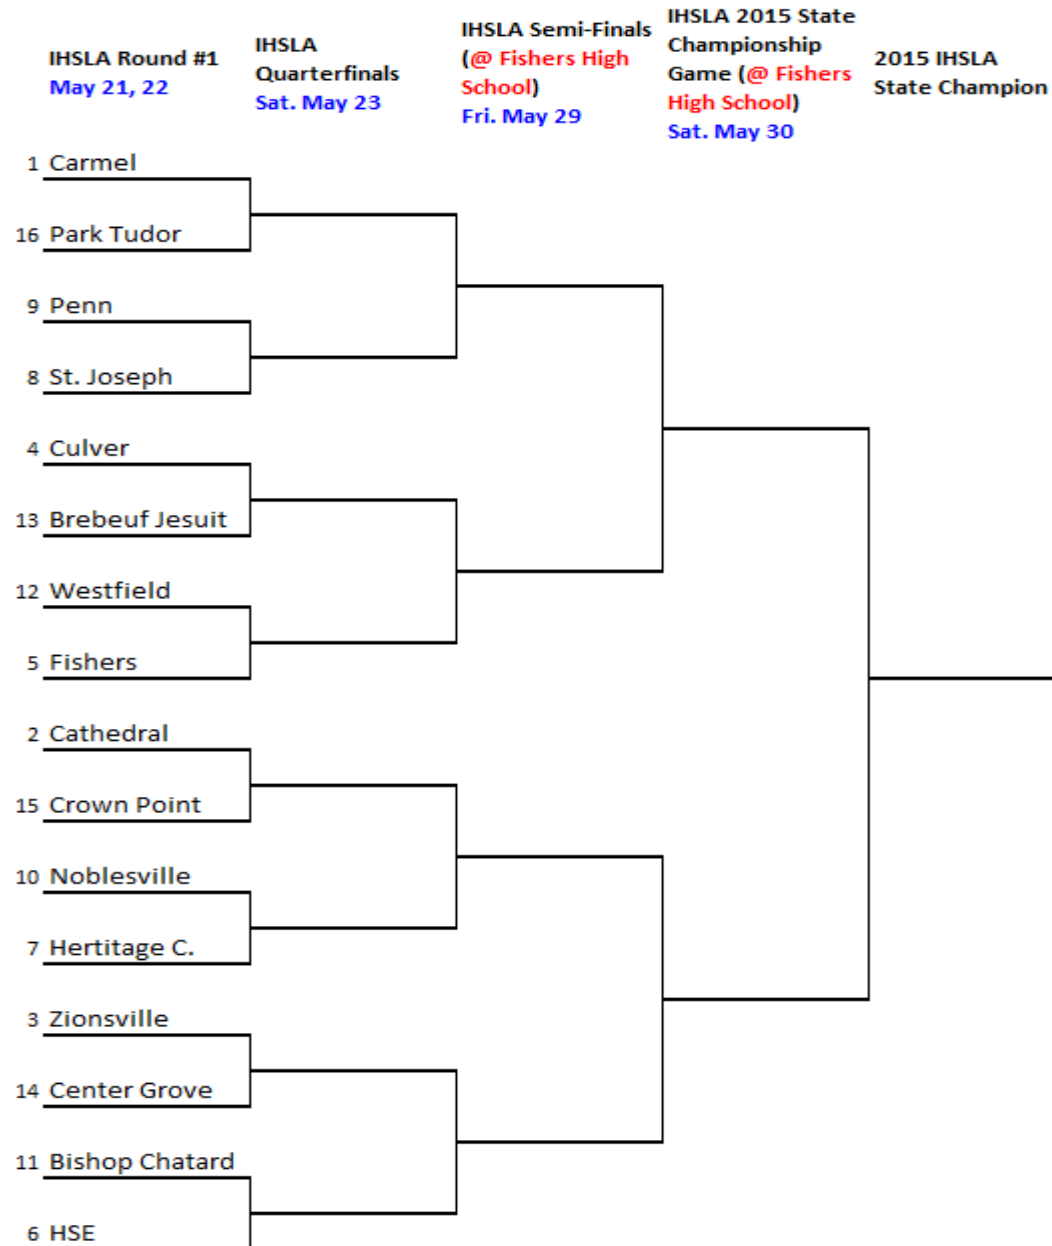 IHSLA Round #1
May 21, 22
IHSLA
Quarterfinals
Sat. May 23
IHSLA Semi-Finals
(@ Fishers High
School)
Fri. May 29
IHSLA 2015 State
Championship
Game (@ Fishers
High School)
Sat. May 30
2015 IHSLA
State Champion
1 Carmel
16 Park Tudor
9 Penn
8 St. Joseph
4 Culver
13 Brebeuf Jesuit
12 Westfield
5 Fishers
2 Cathedral
15 Crown Point
10 Noblesville
7 Hertitage C.
3 Zionsville
14 Center Grove
11 Bishop Chatard
6 HSE